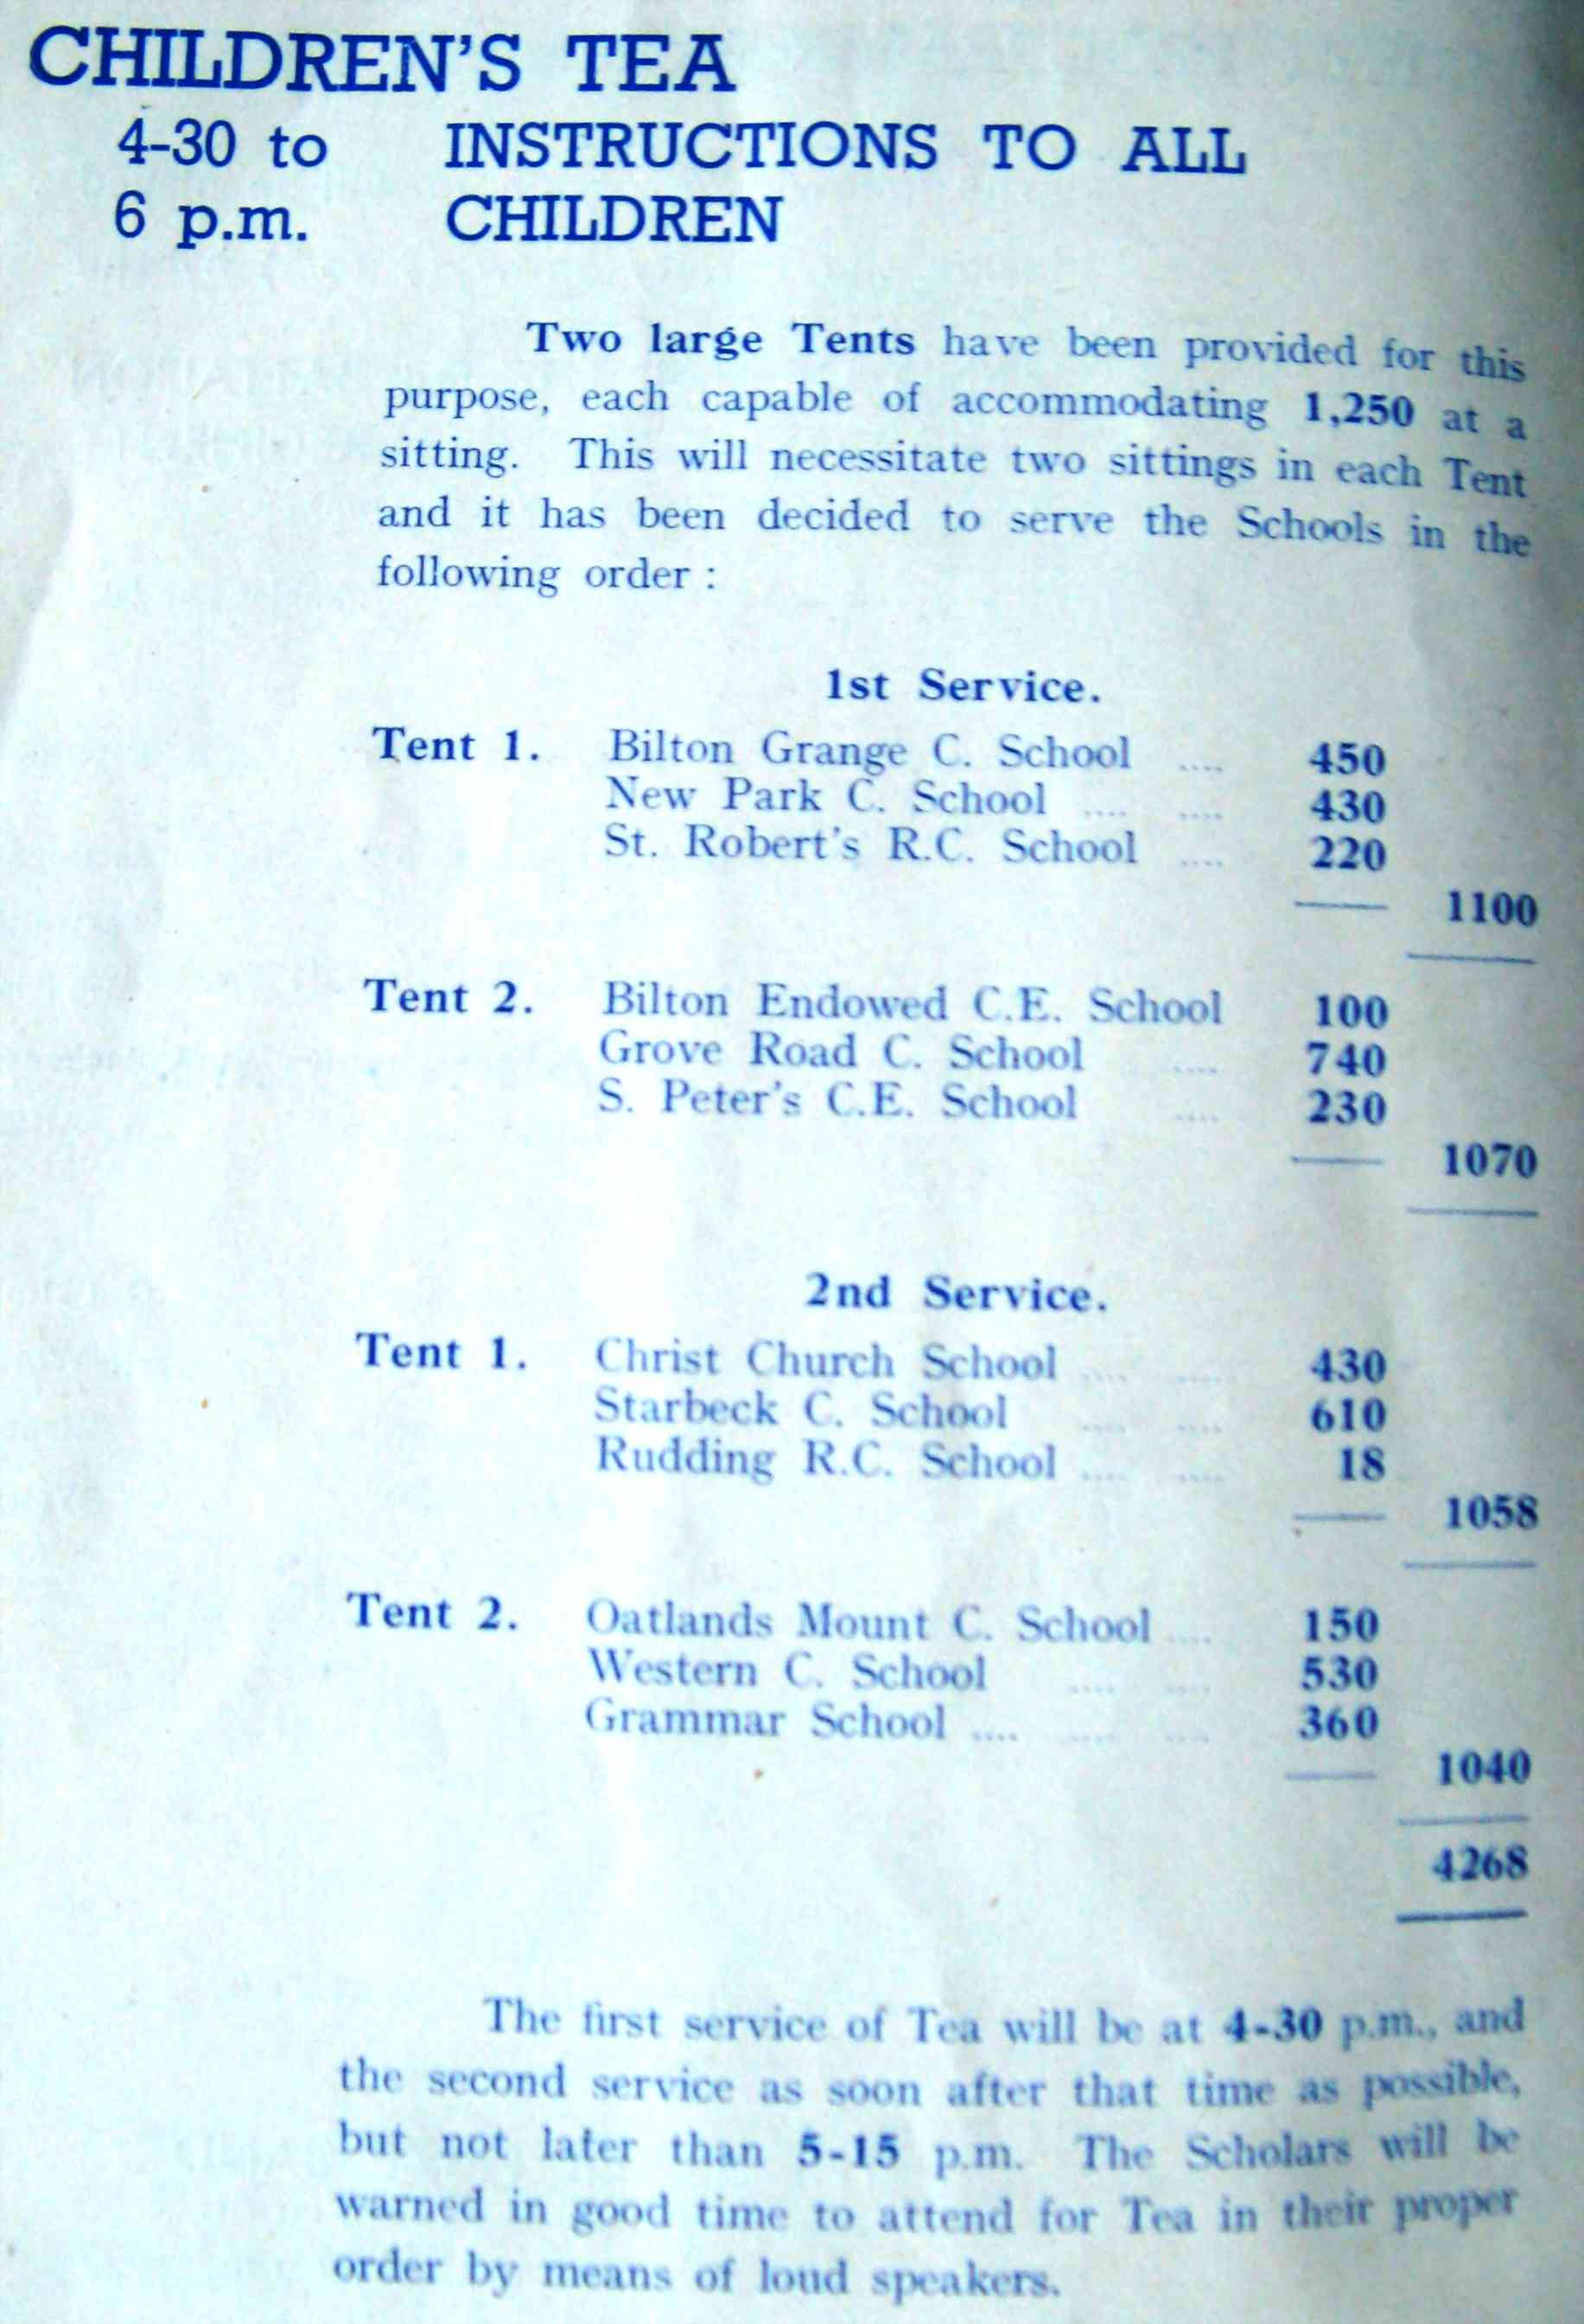 CHILDREN'S TEA
4-30 to INSTRUCTIONS TO ALL
6 p.m. CHILDREN
Two large Tents have been provided for this
purpose, each capable of accommodating 1,250 at a
sitting. This will necessitate two sittings in each Tent
and it has been decided to serve the Schools in the
following order :
1st Service.
Tent 1. Bilton Grange C. School .... 450
New Park C. School .... .... 430
St. Robert's R.C. School .... 220
1100
Tent 2. Bilton Endowed C.E. School 100
Grove Road C. School .... 740
S. Peter's C.E. School .... 230
1070
2nd Service.
Tent 1. Christ Church School .... .... 430
Starbeck C. School .... .... 610
Rudding R.C. School .... .... 18
1058
Tent 2. Oatlands Mount C. School .... 150
Western C. School .... .... 530
Grammar School .... .... .... 360
1040
4268
The first service of Tea will be at 4-30 p.m., and
the second service as soon after that time as possible,
but not later than 5-15 p.m. The Scholars will be
warned in good time to attend for Tea in their proper
order by means of loud speakers.